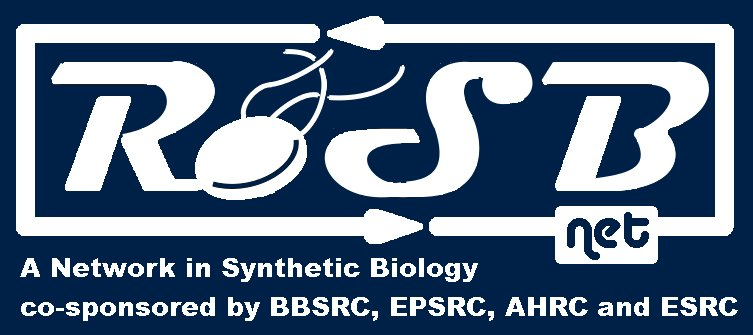 RoSB
net
A Network in Synthetic Biology
co-sponsored by BBSRC, EPSRC, AHRC and ESRC